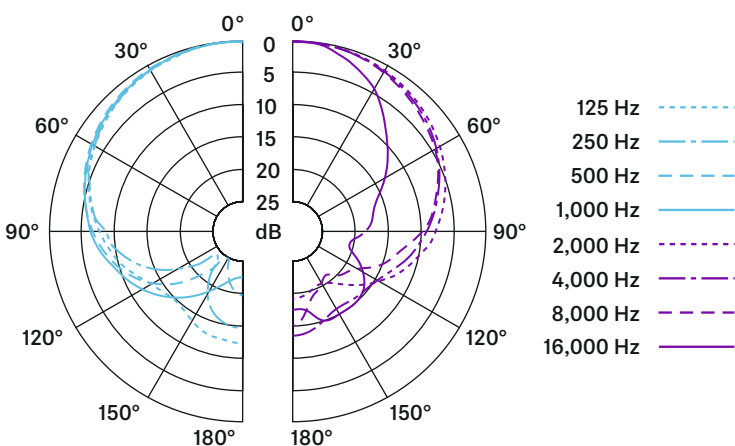 0° 0°
30° 0 30°
5
10
60° 15 60°
20
25
90° dB 90°
120° 120°
150° 150°
180° 180°
125 Hz
250 Hz
500 Hz
1,000 Hz
2,000 Hz
4,000 Hz
8,000 Hz
16,000 Hz